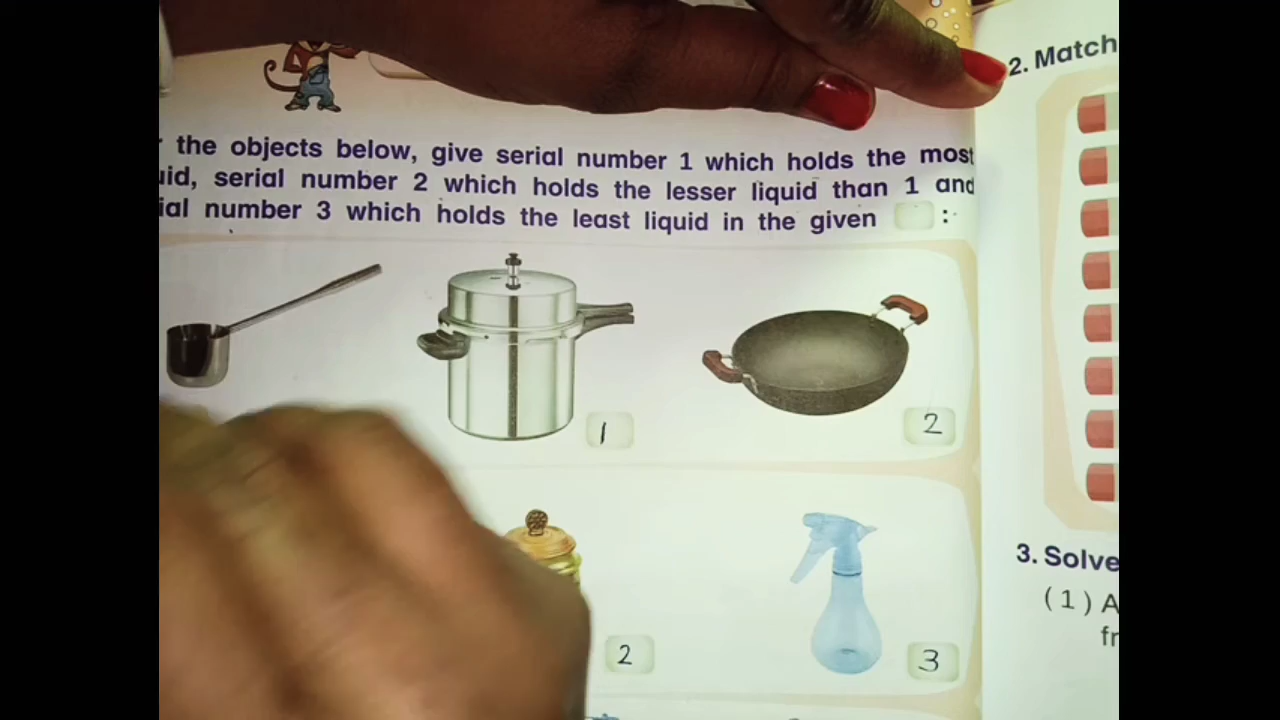 the objects below, give serial number 1 which holds the most
uid, serial number 2 which holds the lesser liquid than 1 and
ial number 3 which holds the least liquid in the given :-
1
2
2
3
2. Match
3. Solve
(1) A
fr